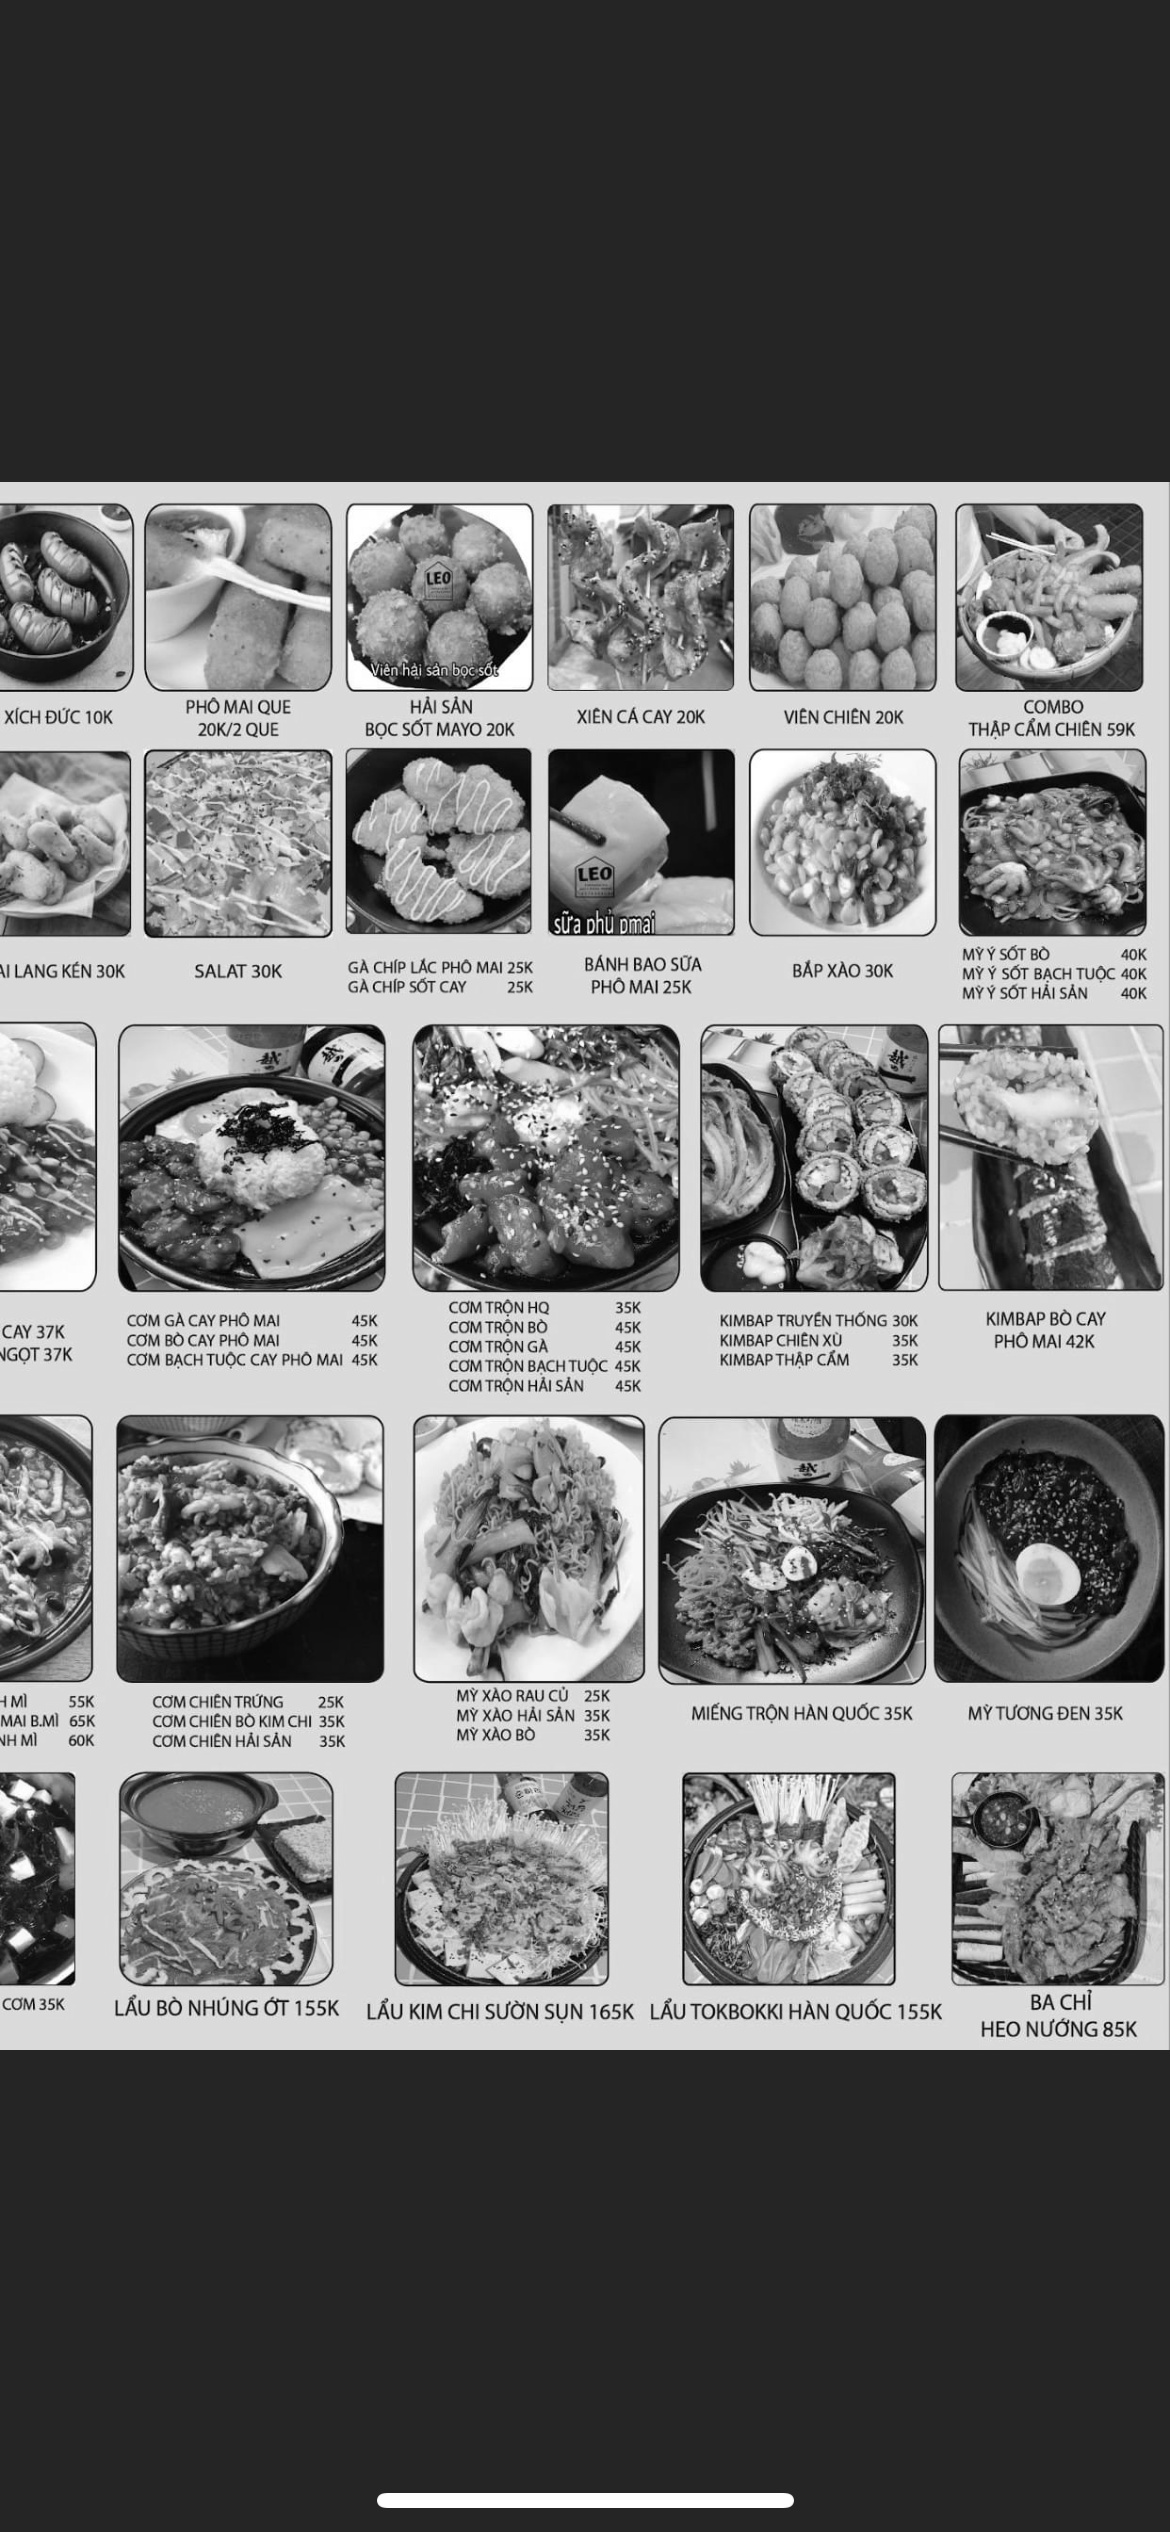 LEO
Viên hải sản bọc sốt
XÍCH ĐỨC 10K
PHÔ MAI QUE
20K/2 QUE
HẢI SẢN
BỌC SỐT MAYO 20K
XIÊN CÁ CAY 20K
VIÊN CHIÊN 20K
COMBO
THẬP CẨM CHIÊN 59K
LEO
sữa phủ pmai
LANG KÉN 30K
SALAT 30K
GÀ CHÍP LẮC PHÔ MAI 25K
GÀ CHÍP SỐT CAY 25K
BÁNH BAO SỮA
PHÔ MAI 25K
BẮP XÀO 30K
MỲ Ý SỐT BÒ 40K
MỲ Ý SỐT BẠCH TUỘC 40K
MỲ Ý SỐT HẢI SẢN 40K
CAY 37K
NGỌT 37K
CƠM GÀ CAY PHÔ MAI 45K
CƠM BÒ CAY PHÔ MAI 45K
CƠM BẠCH TUỘC CAY PHÔ MAI 45K
CƠM TRỘN HQ 35K
CƠM TRỘN BÒ 45K
CƠM TRỘN GÀ 45K
CƠM TRỘN BẠCH TUỘC 45K
CƠM TRỘN HẢI SẢN 45K
KIMBAP TRUYỀN THỐNG 30K
KIMBAP CHIÊN XÙ 35K
KIMBAP THẬP CẨM 35K
KIMBAP BÒ CAY
PHÔ MAI 42K
H MÌ 55K
MAI B.MÌ 65K
NH MÌ 60K
CƠM CHIÊN TRỨNG 25K
CƠM CHIÊN BÒ KIM CHI 35K
CƠM CHIÊN HẢI SẢN 35K
MỲ XÀO RAU CỦ 25K
MỲ XÀO HẢI SẢN 35K
MỲ XÀO BÒ 35K
MIẾNG TRỘN HÀN QUỐC 35K
MỲ TƯƠNG ĐEN 35K
CƠM 35K
LẨU BÒ NHÚNG ỚT 155K
LẨU KIM CHI SƯỜN SỤN 165K
LẨU TOKBOKKI HÀN QUỐC 155K
BA CHỈ
HEO NƯỚNG 85K